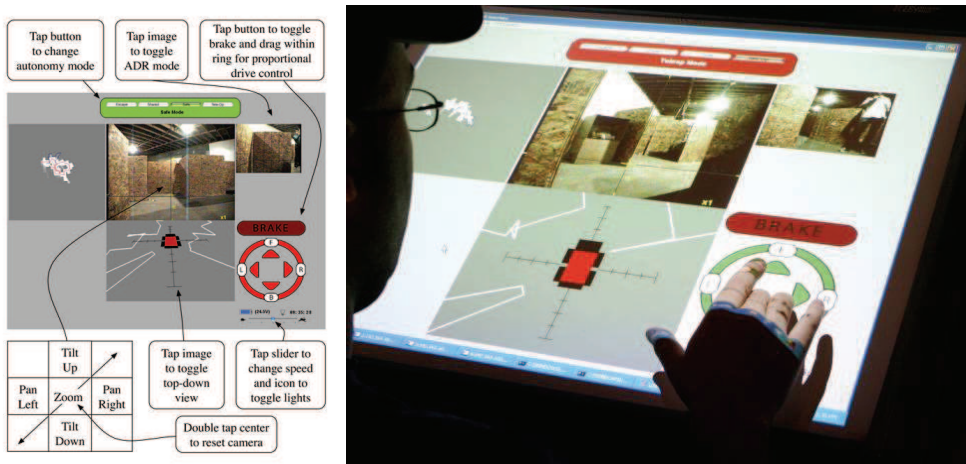 Tap button
to change
autonomy mode
Tap image
to toggle
ADR mode
Tap button to toggle
brake and drag within
ring for proportional
drive control
Safe Mode
x1
BRAKE
F
L
R
B
Tilt
Up
Pan
Left
Zoom
Pan
Right
Tilt
Down
Tap image
to toggle
top-down
view
Tap slider to
change speed
and icon to
toggle lights
Double tap center
to reset camera
x1
BRAKE